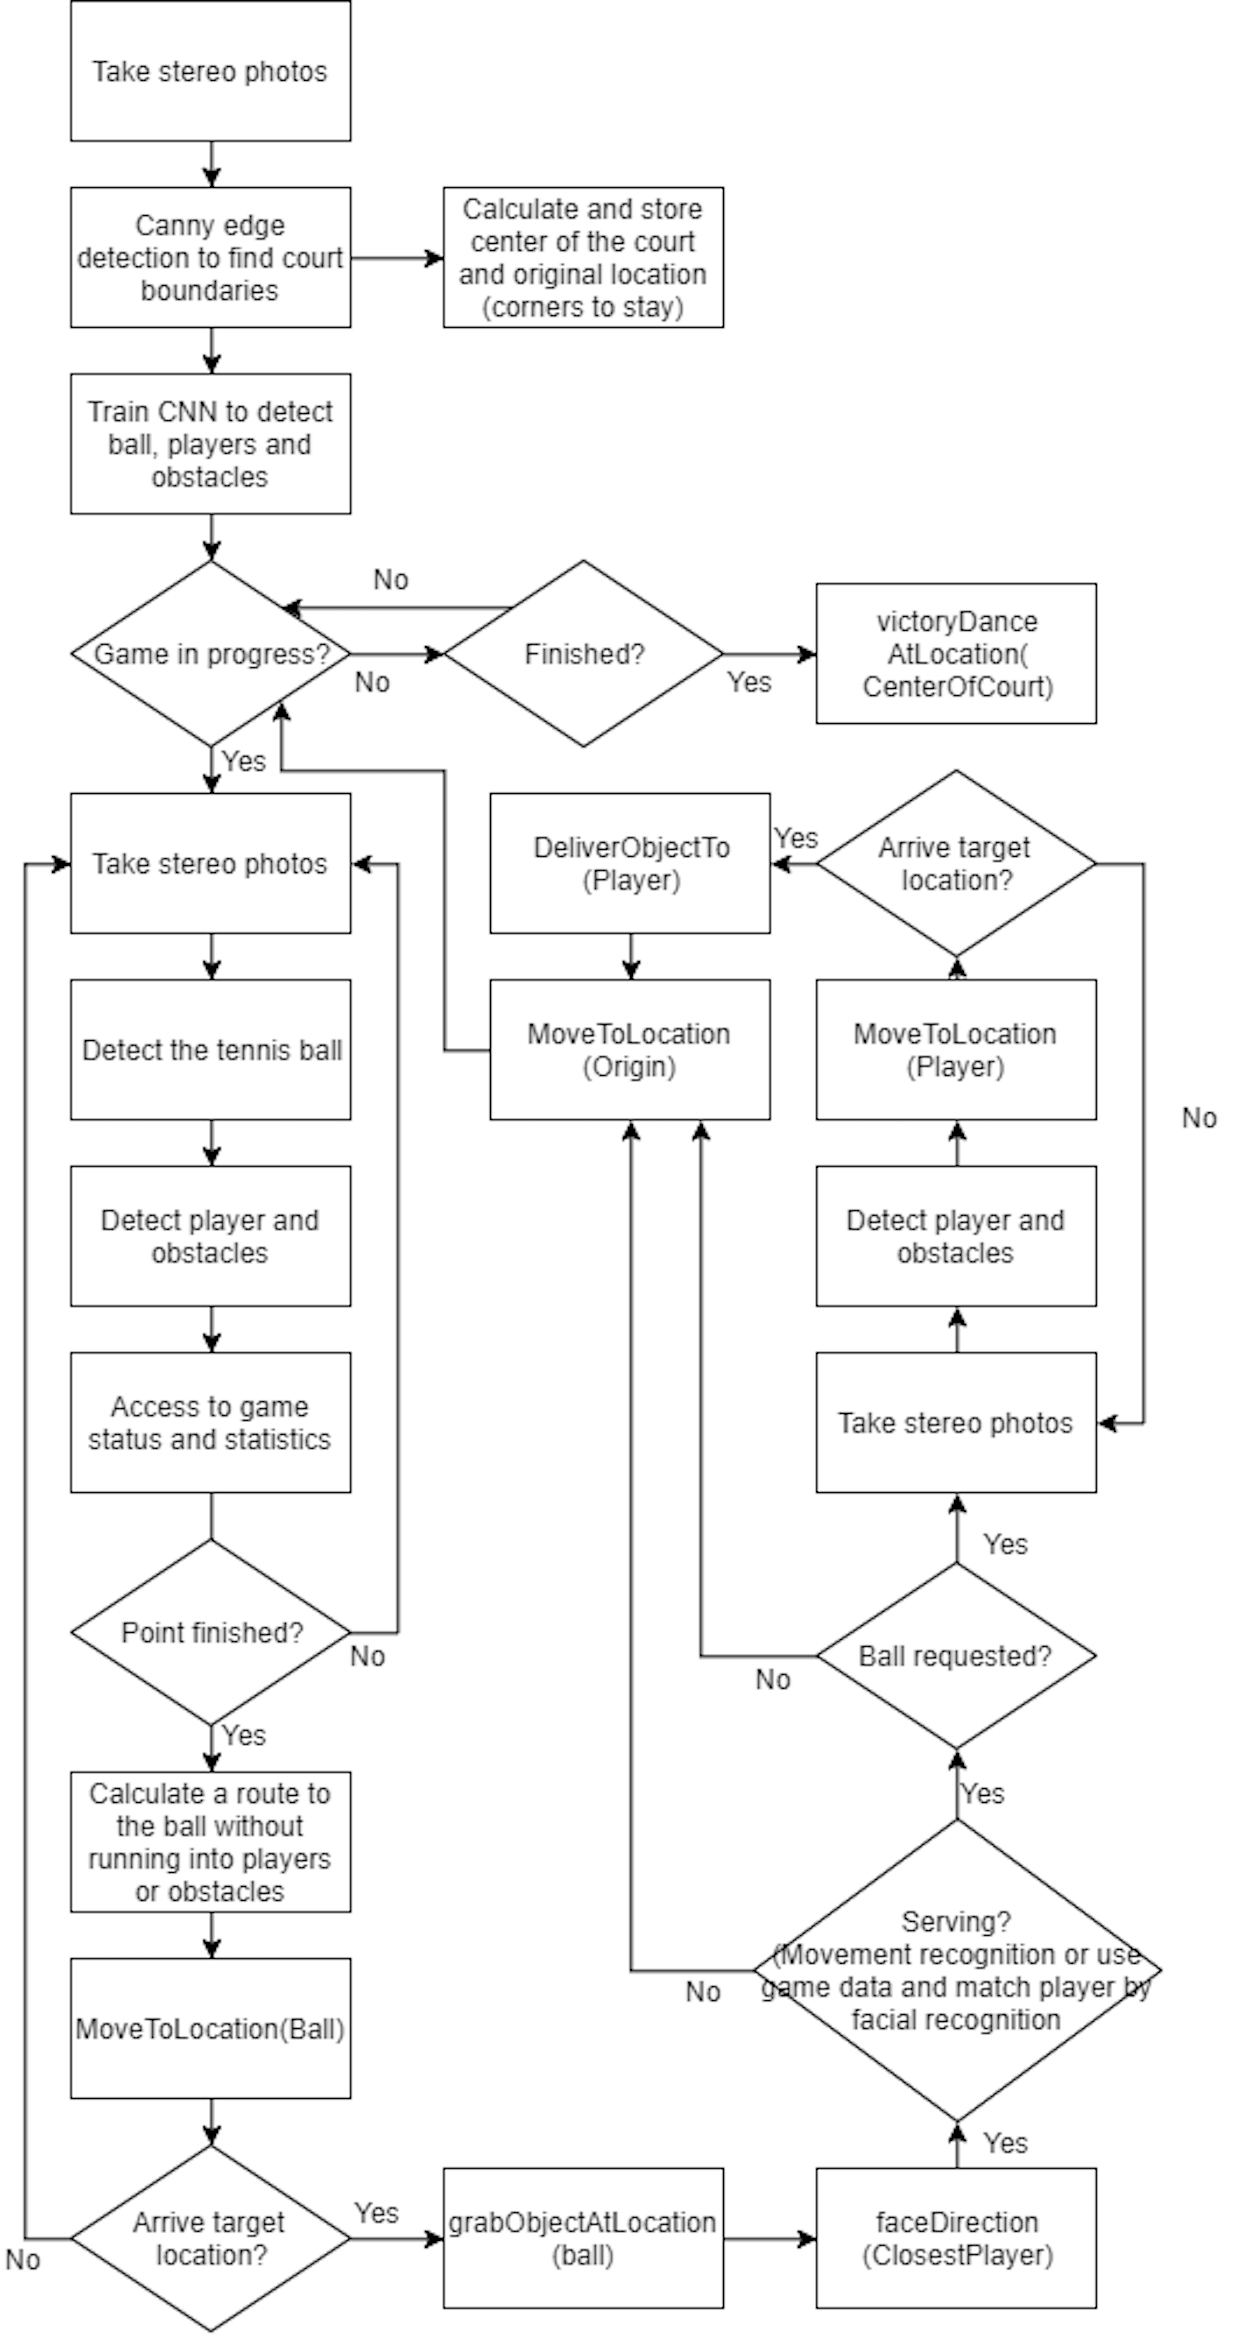 Take stereo photos
Canny edge
detection to find court
boundaries
Calculate and store
center of the court
and original location
(corners to stay)
Train CNN to detect
ball, players and
obstacles
No
Game in progress?
No
Finished?
Yes
victoryDance
AtLocation(
CenterOfCourt)
Yes
Take stereo photos
DeliverObjectTo
(Player)
Yes
Arrive target
location?
Detect the tennis ball
MoveToLocation
(Origin)
MoveToLocation
(Player)
No
Detect player and
obstacles
Detect player and
obstacles
Access to game
status and statistics
Take stereo photos
Yes
Point finished?
No
Ball requested?
No
Yes
Calculate a route to
the ball without
running into players
or obstacles
Yes
Serving?
(Movement recognition or use
game data and match player by
facial recognition
No
MoveToLocation(Ball)
Yes
Arrive target
location?
No
Yes
grabObjectAtLocation
(ball)
faceDirection
(ClosestPlayer)